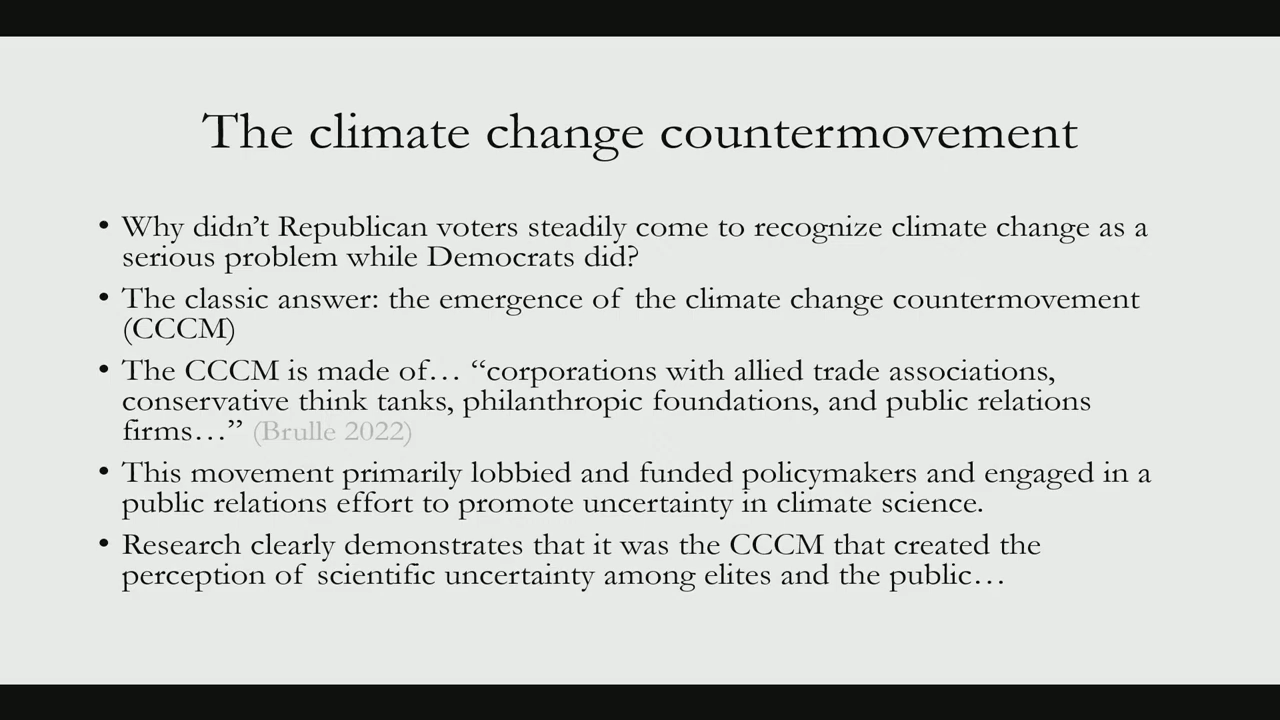 The climate change countermovement
• Why didn’t Republican voters steadily come to recognize climate change as a
serious problem while Democrats did?
• The classic answer: the emergence of the climate change countermovement
(CCCM)
• The CCCM is made of… “corporations with allied trade associations,
conservative think tanks, philanthropic foundations, and public relations
firms…” (Brulle 2022)
• This movement primarily lobbied and funded policymakers and engaged in a
public relations effort to promote uncertainty in climate science.
• Research clearly demonstrates that it was the CCCM that created the
perception of scientific uncertainty among elites and the public…